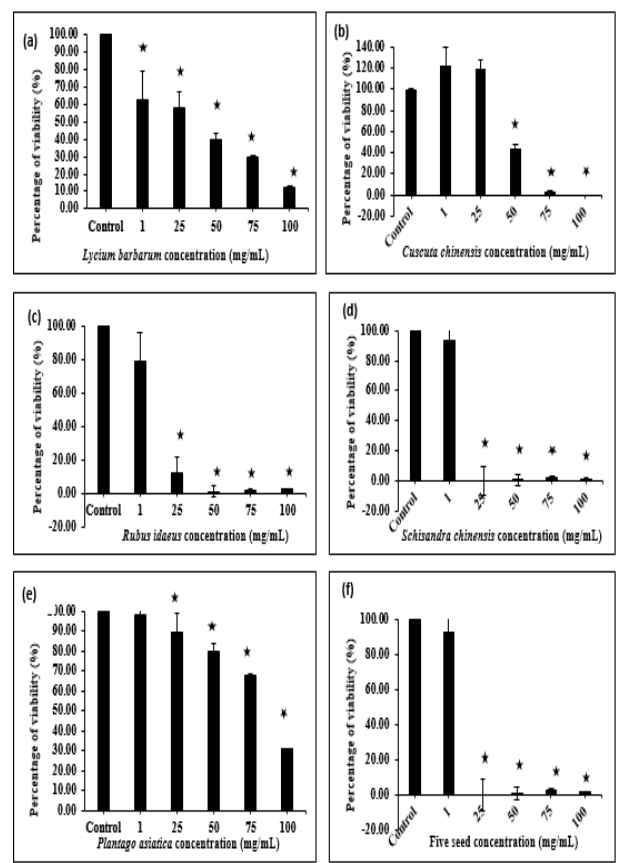 (a)
Percentage of viability (%)
100.00
90.00
80.00
70.00
60.00
50.00
40.00
30.00
20.00
10.00
0.00
Control 1 25 50 75 100
Lycium barbarum concentration (mg/mL)
(b)
Percentage of viability (%)
140.00
120.00
100.00
80.00
60.00
40.00
20.00
0.00
-20.00
Control 1 25 50 75 100
Cuscuta chinensis concentration (mg/mL)
(c)
Percentage of viability (%)
100.00
80.00
60.00
40.00
20.00
0.00
-20.00
Control 1 25 50 75 100
Rubus idaeus concentration (mg/mL)
(d)
Percentage of viability (%)
100.00
80.00
60.00
40.00
20.00
0.00
-20.00
Control 1 25 50 75 100
Schisandra chinensis concentration (mg/mL)
(e)
Percentage of viability (%)
90.00
80.00
70.00
60.00
50.00
40.00
30.00
20.00
10.00
0.00
Control 1 25 50 75 100
Plantago asiatica concentration (mg/mL)
(f)
Percentage of viability (%)
100.00
80.00
60.00
40.00
20.00
0.00
-20.00
Control 1 25 50 75 100
Five seed concentration (mg/mL)